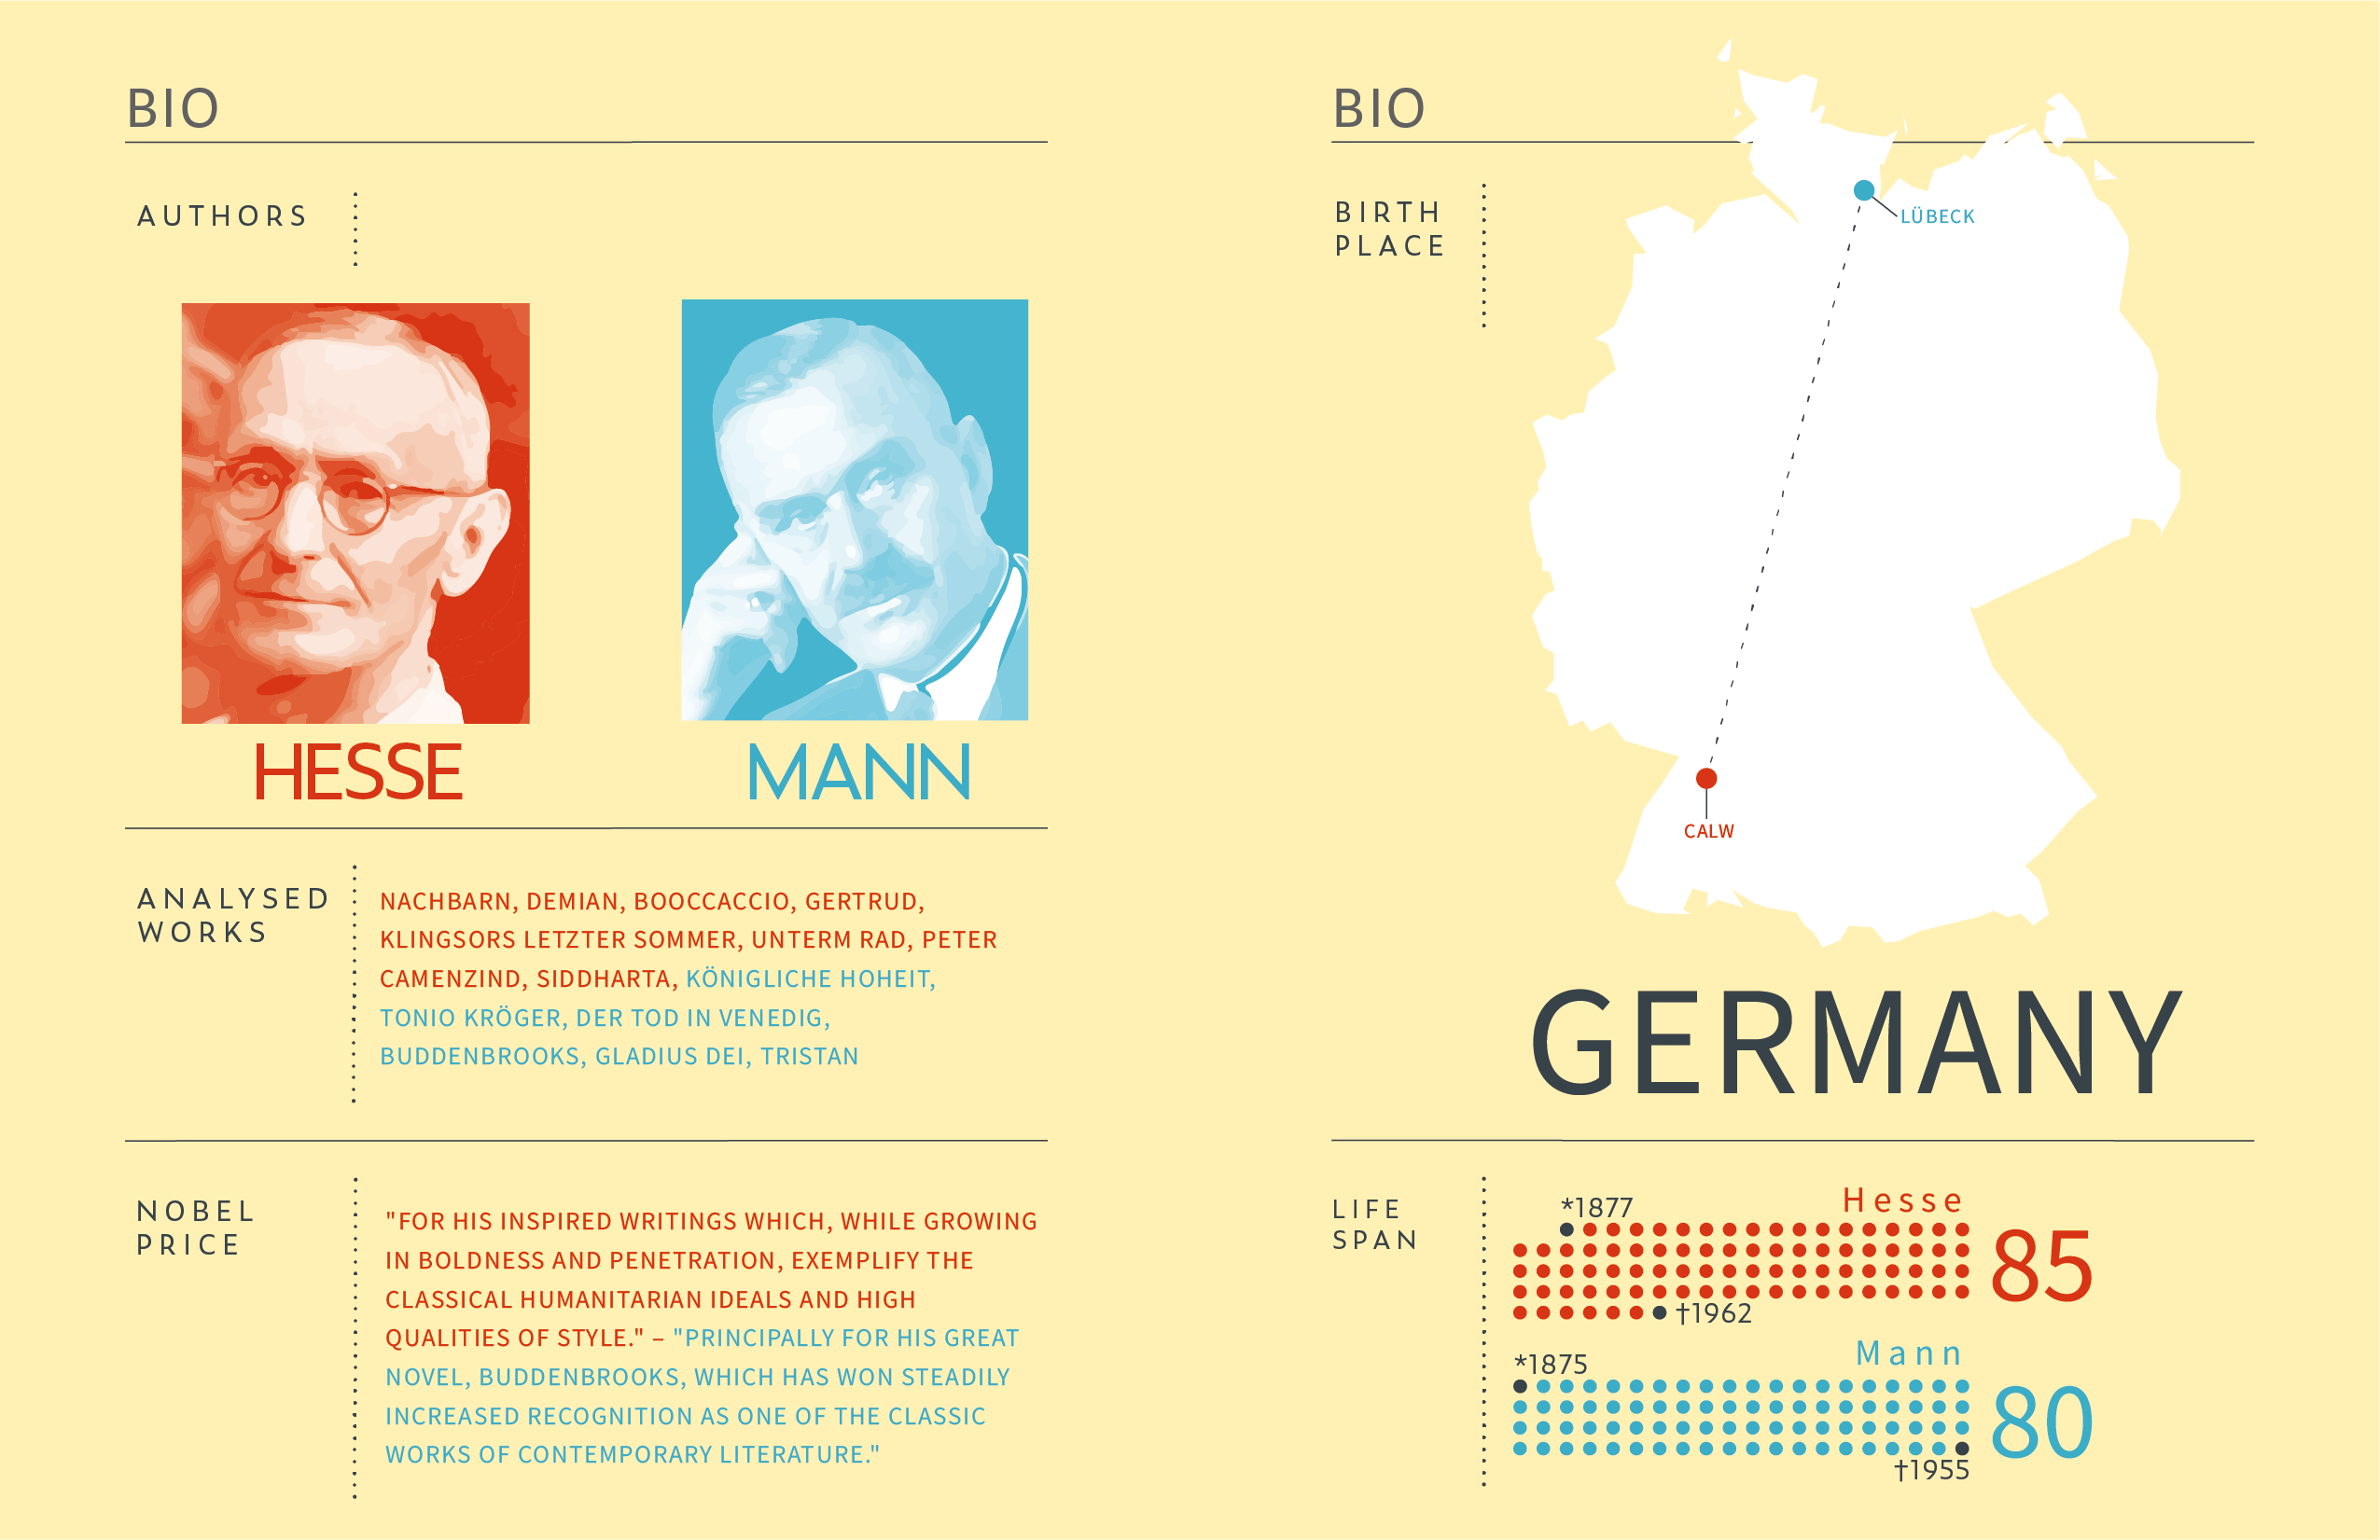 BIO
AUTHORS
HESSE
MANN
ANALYSED
WORKS
NACHBARN, DEMIAN, BOOCCACCIO, GERTRUD,
KLINGSORS LETZTER SOMMER, UNTERM RAD, PETER
CAMENZIND, SIDDHARTA, KÖNIGLICHE HOHEIT,
TONIO KRÖGER, DER TOD IN VENEDIG,
BUDDENBROOKS, GLADIUS DEI, TRISTAN
NOBEL
PRICE
"FOR HIS INSPIRED WRITINGS WHICH, WHILE GROWING
IN BOLDNESS AND PENETRATION, EXEMPLIFY THE
CLASSICAL HUMANITARIAN IDEALS AND HIGH
QUALITIES OF STYLE." – "PRINCIPALLY FOR HIS GREAT
NOVEL, BUDDENBROOKS, WHICH HAS WON STEADILY
INCREASED RECOGNITION AS ONE OF THE CLASSIC
WORKS OF CONTEMPORARY LITERATURE."
BIO
BIRTH
PLACE
LÜBECK
CALW
GERMANY
LIFE
SPAN
*1877
Hesse
85
†1962
Mann
*1875
80
†1955